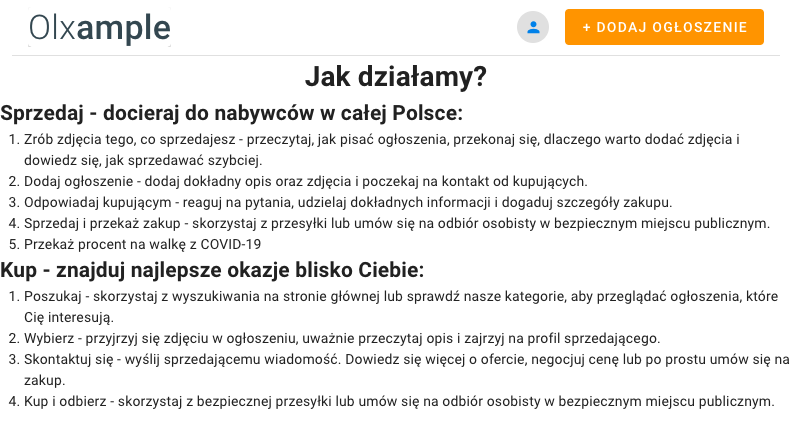 Olxample
+ DODAJ OGŁOSZENIE
Jak działamy?
Sprzedaj - docieraj do nabywców w całej Polsce:
1. Zrób zdjęcia tego, co sprzedajesz - przeczytaj, jak pisać ogłoszenia, przekonaj się, dlaczego warto dodać zdjęcia i
dowiedz się, jak sprzedawać szybciej.
2. Dodaj ogłoszenie - dodaj dokładny opis oraz zdjęcia i poczekaj na kontakt od kupujących.
3. Odpowiadaj kupującym - reaguj na pytania, udzielaj dokładnych informacji i dogaduj szczegóły zakupu.
4. Sprzedaj i przekaż zakup - skorzystaj z przesyłki lub umów się na odbiór osobisty w bezpiecznym miejscu publicznym.
5. Przekaż procent na walkę z COVID-19
Kup - znajduj najlepsze okazje blisko Ciebie:
1. Poszukaj - skorzystaj z wyszukiwania na stronie głównej lub sprawdź nasze kategorie, aby przeglądać ogłoszenia, które
Cię interesują.
2. Wybierz - przyjrzyj się zdjęciu w ogłoszeniu, uważnie przeczytaj opis i zajrzyj na profil sprzedającego.
3. Skontaktuj się - wyślij sprzedającemu wiadomość. Dowiedz się więcej o ofercie, negocjuj cenę lub po prostu umów się na
zakup.
4. Kup i odbierz - skorzystaj z bezpiecznej przesyłki lub umów się na odbiór osobisty w bezpiecznym miejscu publicznym.